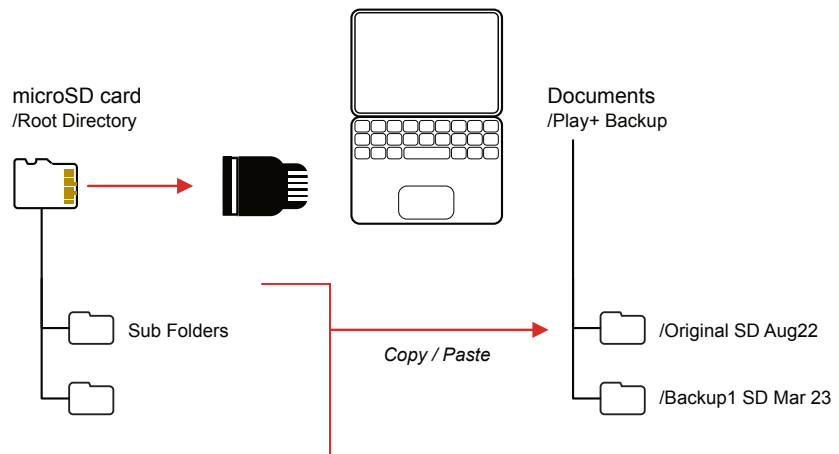 microSD card
/Root Directory
Documents
/Play+ Backup
Sub Folders
Copy / Paste
/Original SD Aug22
/Backup1 SD Mar 23